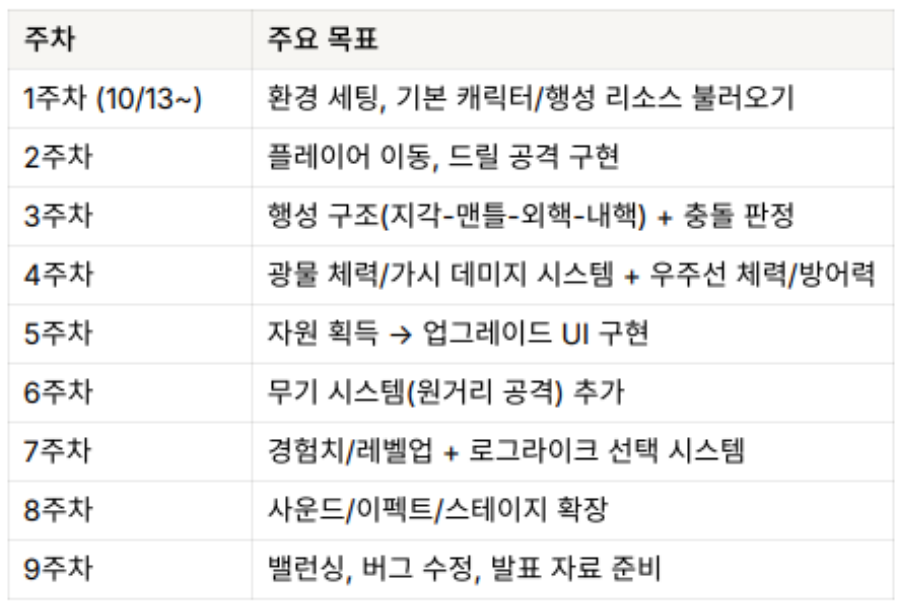 주차 주요 목표
1주차 (10/13~) 환경 세팅, 기본 캐릭터/행성 리소스 불러오기
2주차 플레이어 이동, 드릴 공격 구현
3주차 행성 구조(지각-맨틀-외핵-내핵) + 충돌 판정
4주차 광물 체력/가시 데미지 시스템 + 우주선 체력/방어력
5주차 자원 획득 → 업그레이드 UI 구현
6주차 무기 시스템(원거리 공격) 추가
7주차 경험치/레벨업 + 로그라이크 선택 시스템
8주차 사운드/이펙트/스테이지 확장
9주차 밸런싱, 버그 수정, 발표 자료 준비